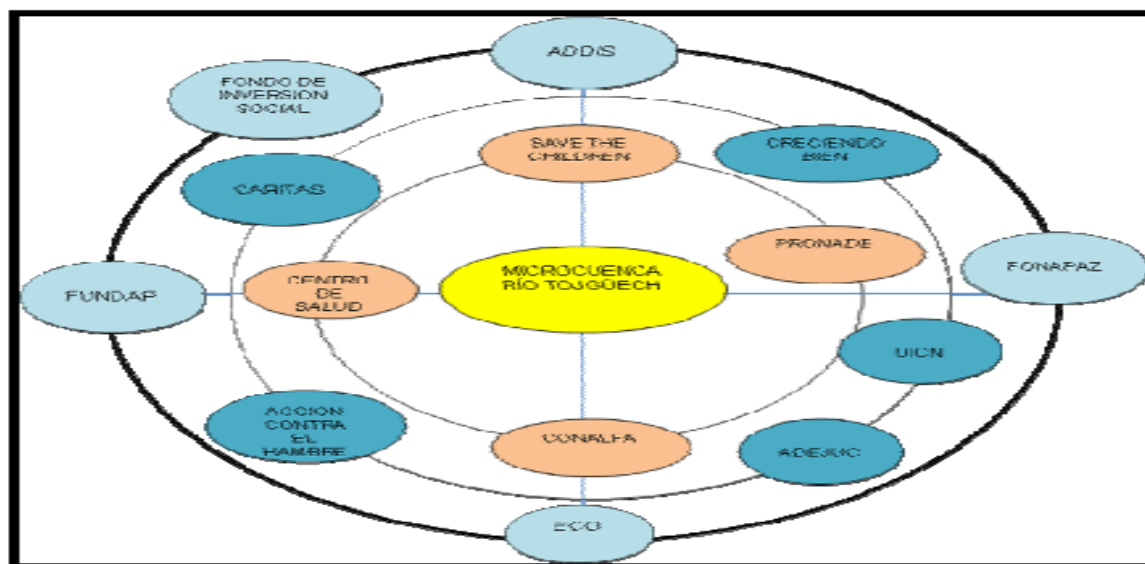 ADDIS
FONDO DE
INVERSION
SOCIAL
SAVE THE
CHILDREN
CRECIENDO
BIEN
CARITAS
PRONADE
MICROCUENCA
RÍO TOJGÜECH
FONAPAZ
CENTRO
DE
SALUD
FUNDAP
UICN
ACCION
CONTRA
EL
HAMBRE
CONALFA
ADEJUC
ECO